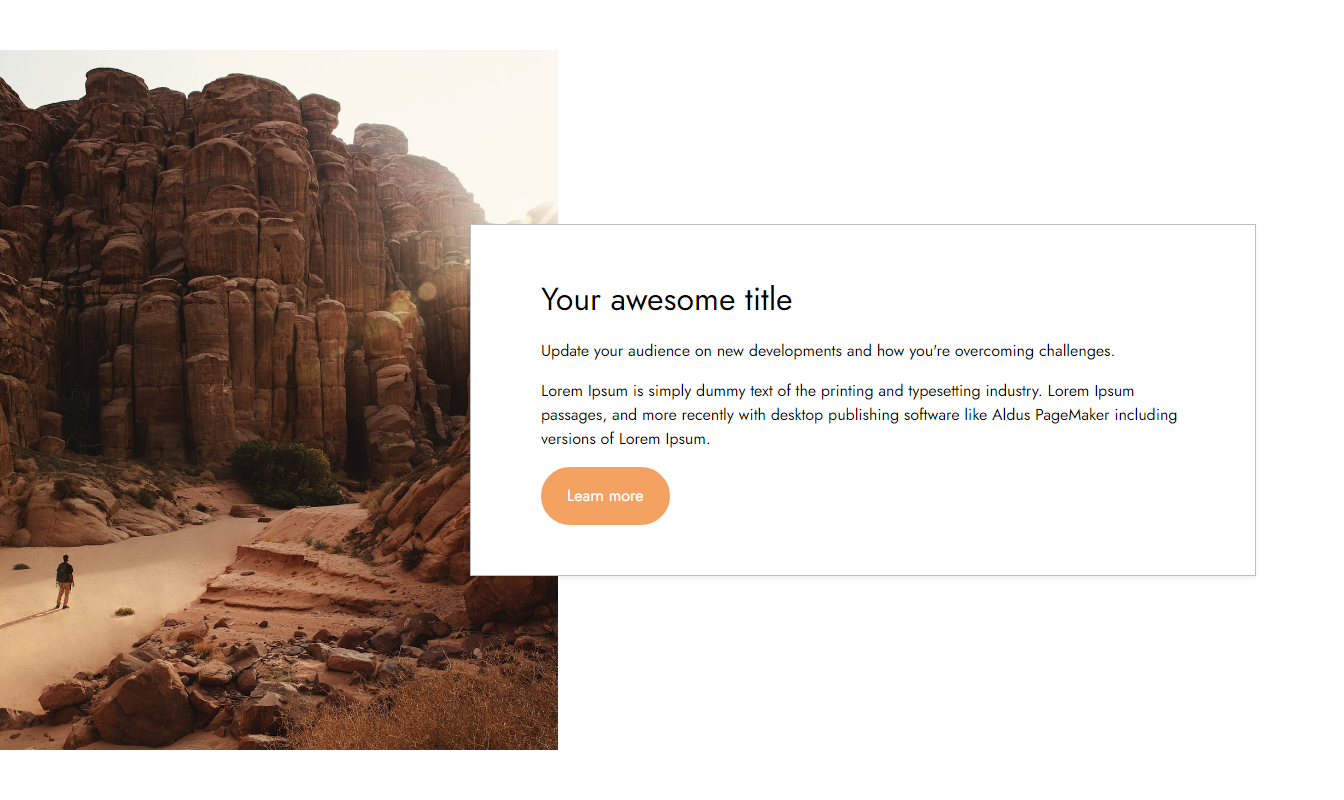 Your awesome title
Update your audience on new developments and how you're overcoming challenges.
Lorem Ipsum is simply dummy text of the printing and typesetting industry. Lorem Ipsum
passages, and more recently with desktop publishing software like Aldus PageMaker including
versions of Lorem Ipsum.
Learn more